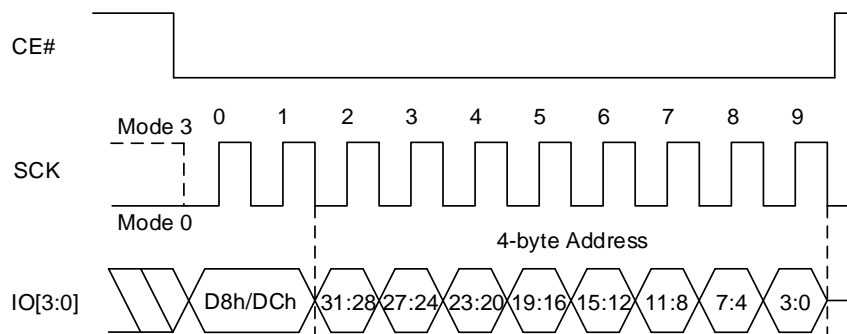 CE#
0 1 2 3 4 5 6 7 8 9
Mode 3
SCK
Mode 0
4-byte Address
IO[3:0]
D8h/DCh 31:28 27:24 23:20 19:16 15:12 11:8 7:4 3:0